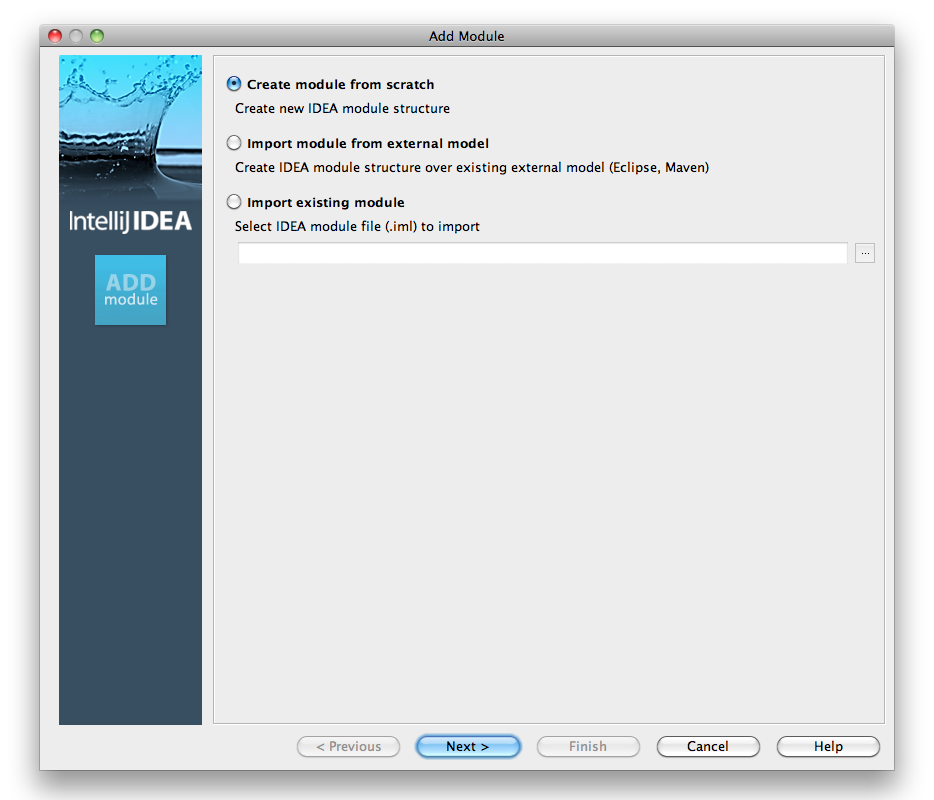 Add Module
IntelliJIDEA
ADD
module
Create module from scratch
Create new IDEA module structure
Import module from external model
Create IDEA module structure over existing external model (Eclipse, Maven)
Import existing module
Select IDEA module file (.iml) to import
...
< Previous
Next >
Finish
Cancel
Help